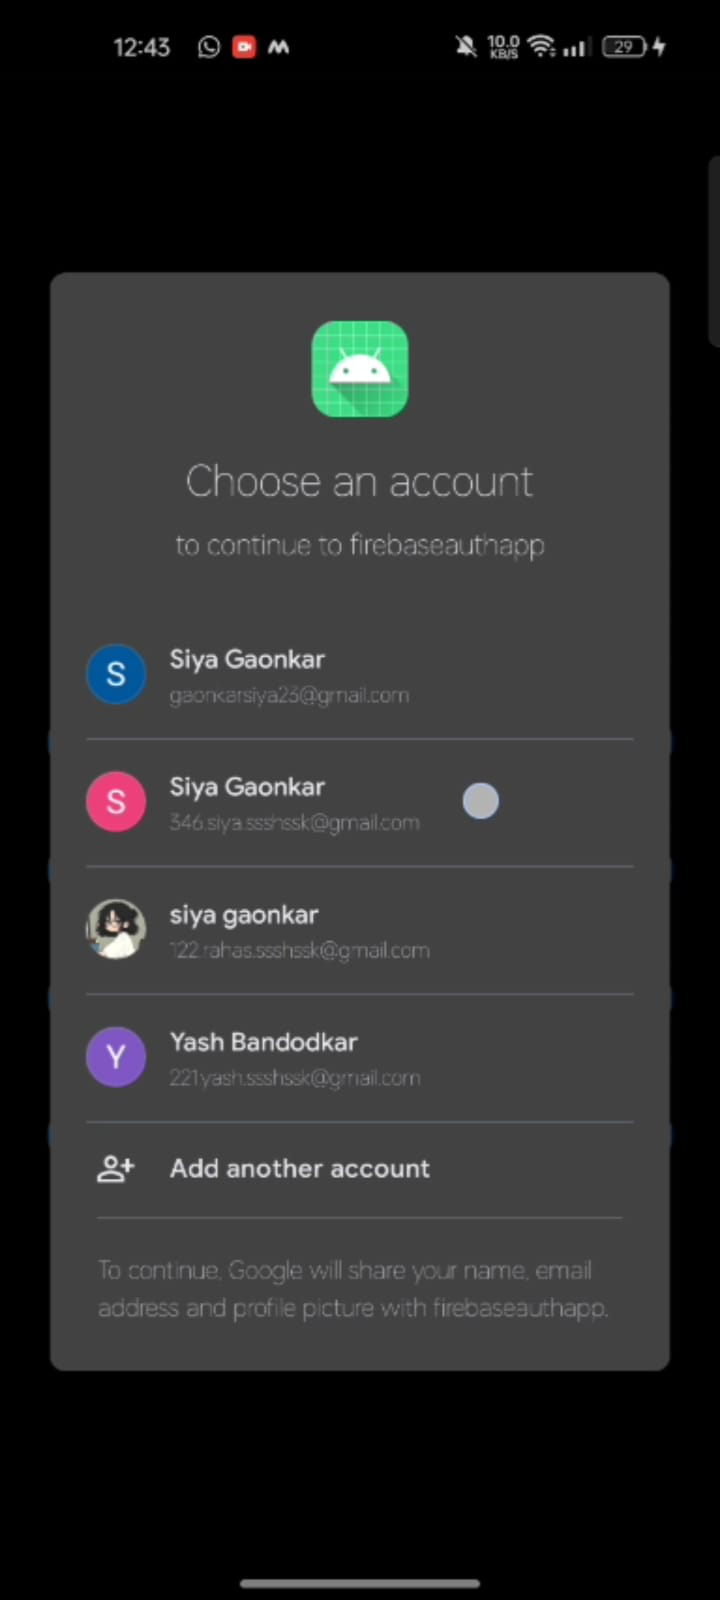 12:43
10.0
KB/S
29
Choose an account
to continue to firebaseauthapp
S
Siya Gaonkar
gaonkarsiya23@gmail.com
S
Siya Gaonkar
346.siya.ssshssk@gmail.com
siya gaonkar
122.rahas.ssshssk@gmail.com
Y
Yash Bandodkar
221yash.ssshssk@gmail.com
Add another account
To continue, Google will share your name, email
address and profile picture with firebaseauthapp.